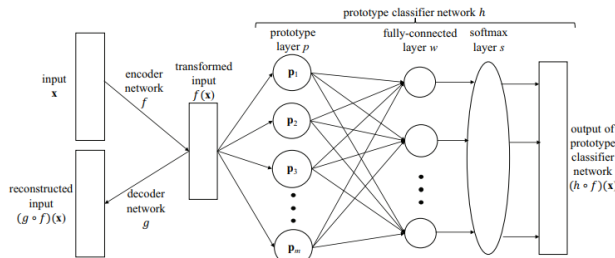 prototype classifier network h
prototype
layer p
fully-connected
layer w
softmax
layer s
input
x
encoder
network
f
transformed
input
f(x)
p1
p2
p3
pm
reconstructed
input
(g ∘ f)(x)
decoder
network
g
output of
prototype
classifier
network
(h ∘ f)(x)